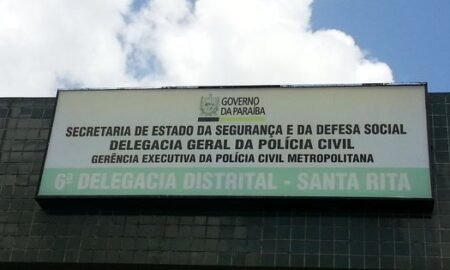 GOVERNO
DA PARAÍBA
SECRETARIA DE ESTADO DA SEGURANÇA E DA DEFESA SOCIAL
DELEGACIA GERAL DA POLÍCIA CIVIL
GERÊNCIA EXECUTIVA DA POLÍCIA CIVIL METROPOLITANA
6ª DELEGACIA DISTRITAL - SANTA RITA